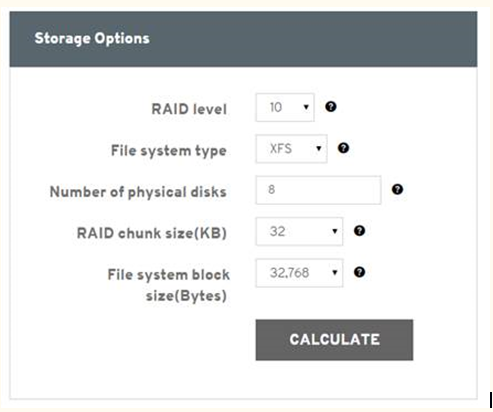 Storage Options
RAID level 10
File system type XFS
Number of physical disks 8
RAID chunk size(KB) 32
File system block 32,768
size(Bytes)
CALCULATE